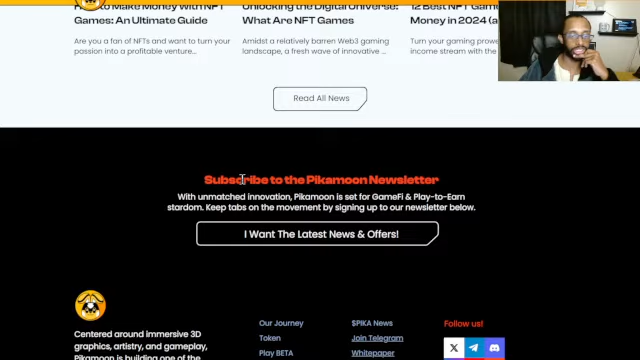 to Make Money with NFT
Games: An Ultimate Guide
Are you a fan of NFTs and want to turn your
passion into a profitable venture...
Unlocking the Digital Universe:
What Are NFT Games
Amidst a relatively barren Web3 gaming
landscape, a fresh wave of innovative ...
12 Best NFT Game
Money in 2024 (a
Turn your gaming prowe
income stream with the
Read All News
Subscribe to the Pikamoon Newsletter
With unmatched innovation, Pikamoon is set for GameFi & Play-to-Earn
stardom. Keep tabs on the movement by signing up to our newsletter below.
I Want The Latest News & Offers!
Centered around immersive 3D
graphics, artistry, and gameplay,
Pikamoon is building one of the
Our Journey
Token
Play BETA
$PIKA News
Join Telegram
Whitepaper
Follow us!